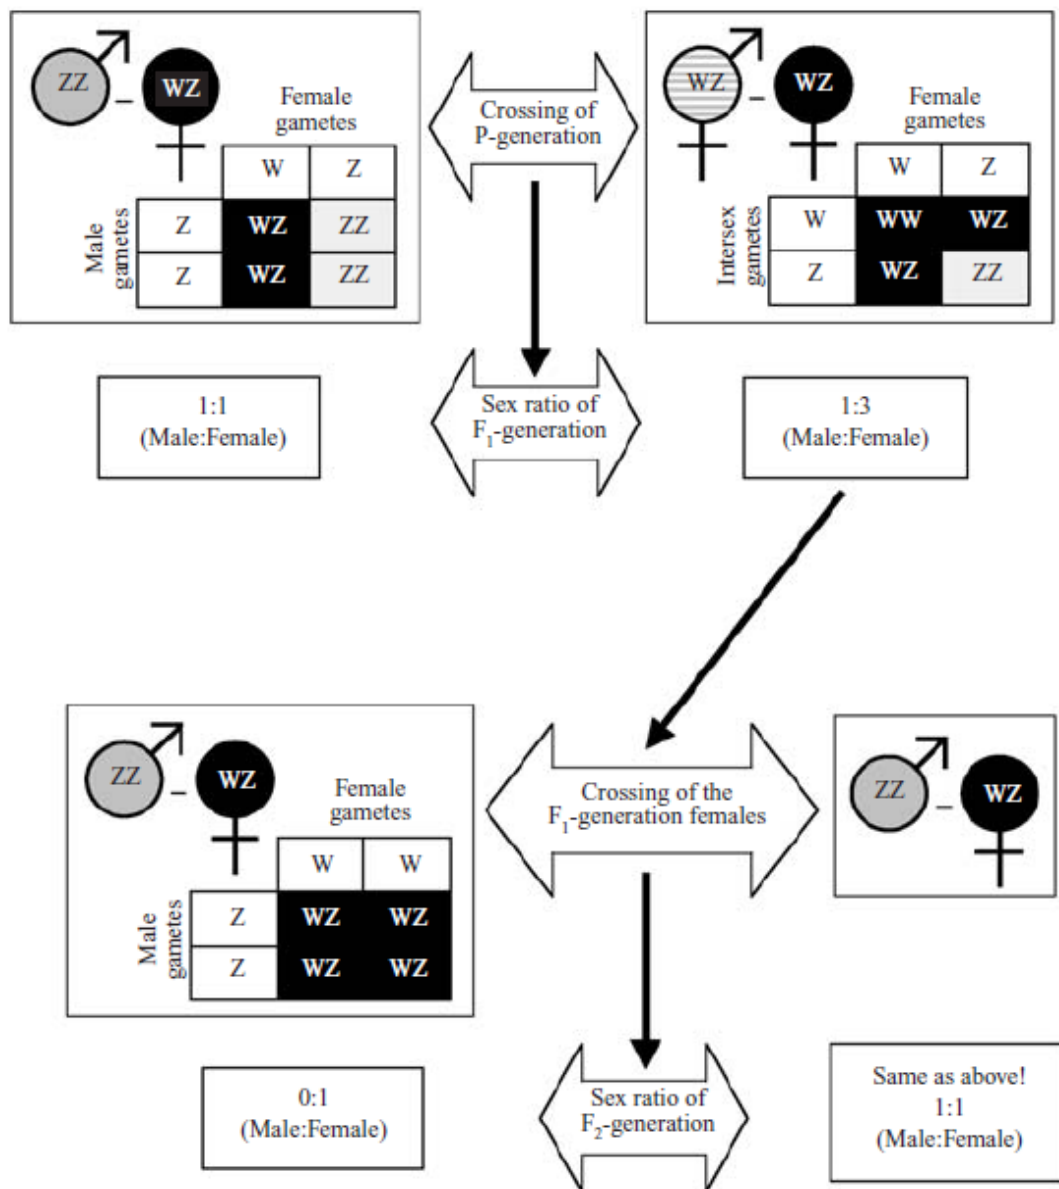 ZZ
WZ
Female
gametes
W
Z
Male
gametes
Z
WZ
ZZ
Z
WZ
ZZ
Crossing of
P-generation
WZ
WZ
Female
gametes
W
Z
Intersex
gametes
W
WW
WZ
Z
WZ
ZZ
1:1
(Male:Female)
Sex ratio of
F₁-generation
1:3
(Male:Female)
ZZ
WZ
Female
gametes
W
W
Male
gametes
Z
WZ
WZ
Z
WZ
WZ
Crossing of the
F₁-generation females
ZZ
WZ
0:1
(Male:Female)
Sex ratio of
F₂-generation
Same as above!
1:1
(Male:Female)